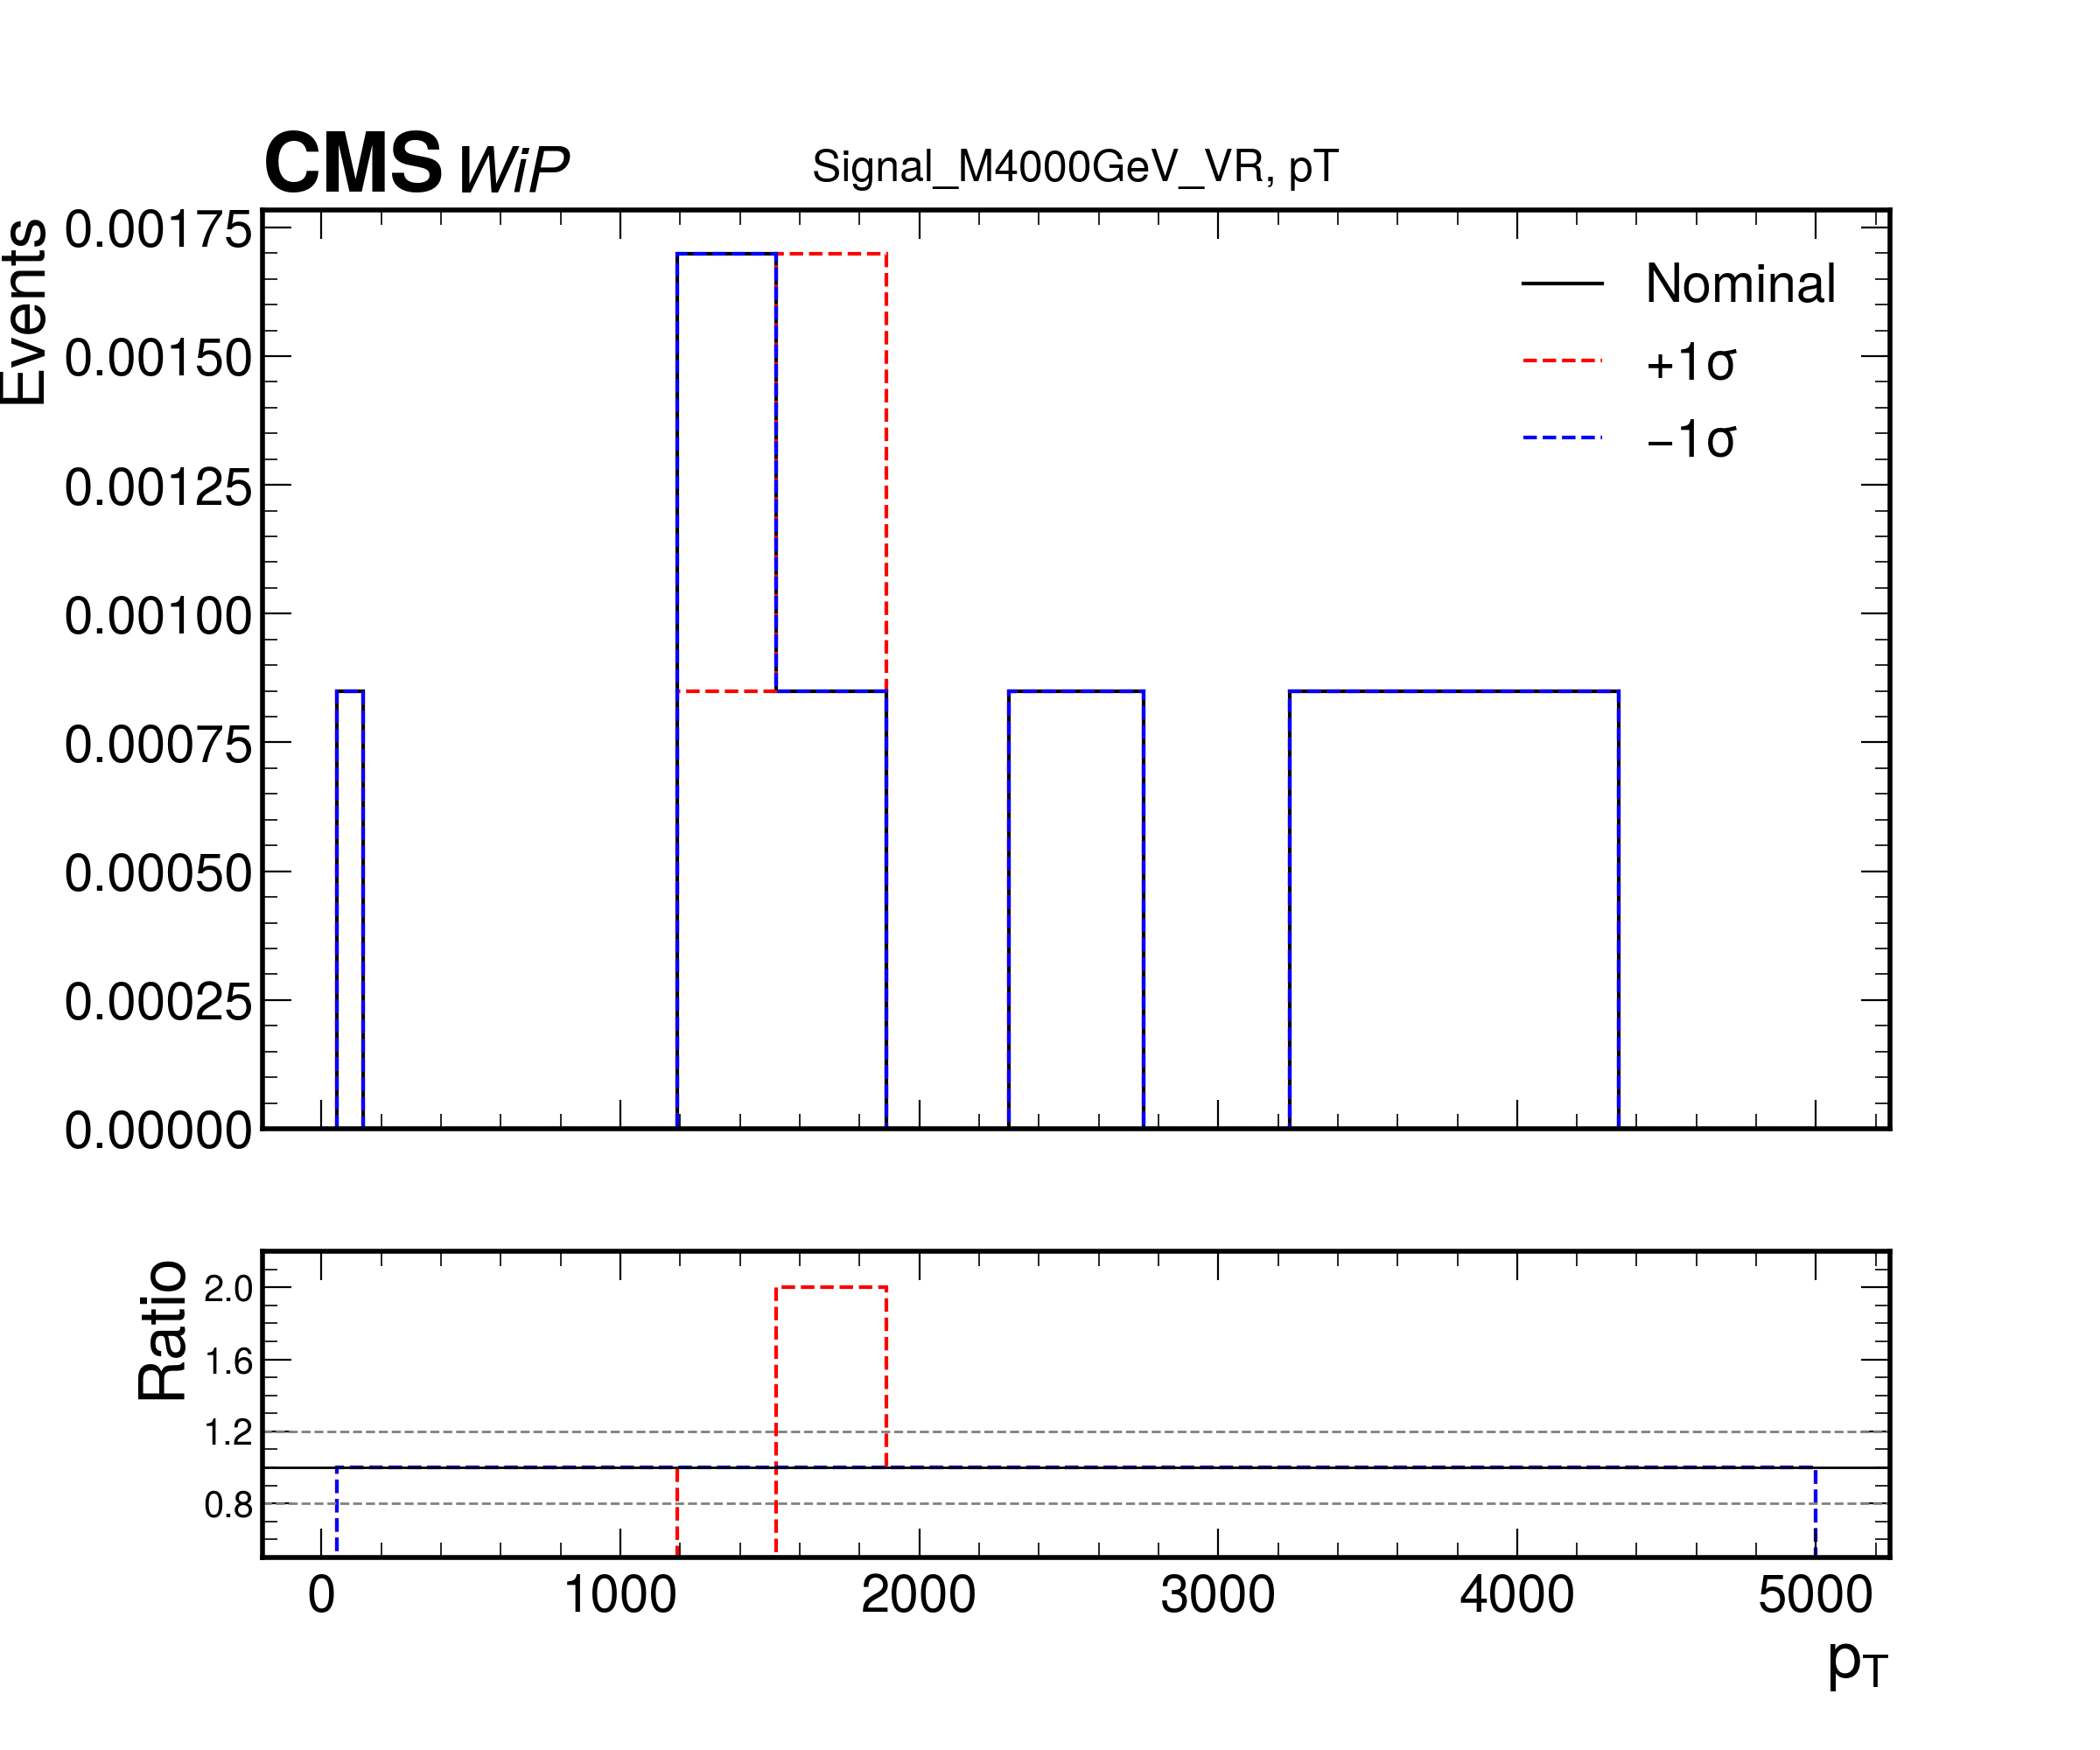 CMS WiP
Signal_M4000GeV_VR, pT
Events
0.00175
0.00150
0.00125
0.00100
0.00075
0.00050
0.00025
0.00000
Nominal
+1σ
−1σ
Ratio
2.0
1.6
1.2
0.8
0 1000 2000 3000 4000 5000
pT